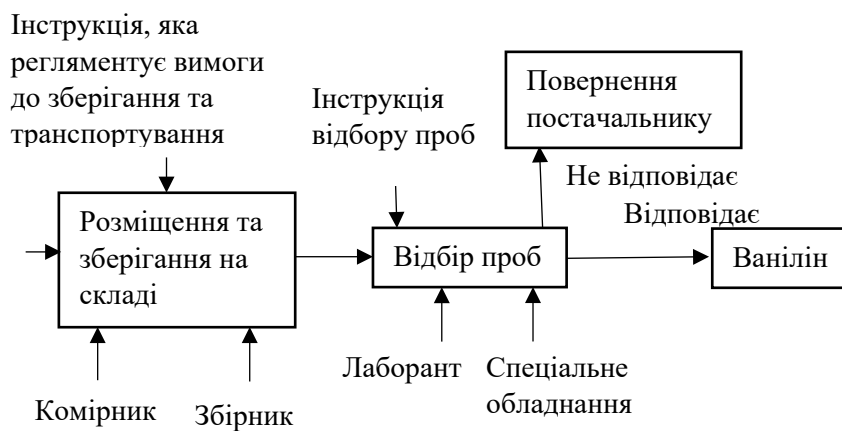 Інструкція, яка
регляментує вимоги
до зберігання та
транспортування
Інструкція
відбору проб
Повернення
постачальнику
Не відповідає
Відповідає
Розміщення та
зберігання на
складі
Відбір проб
Ванілін
Комірник
Збірник
Лаборант
Спеціальне
обладнання